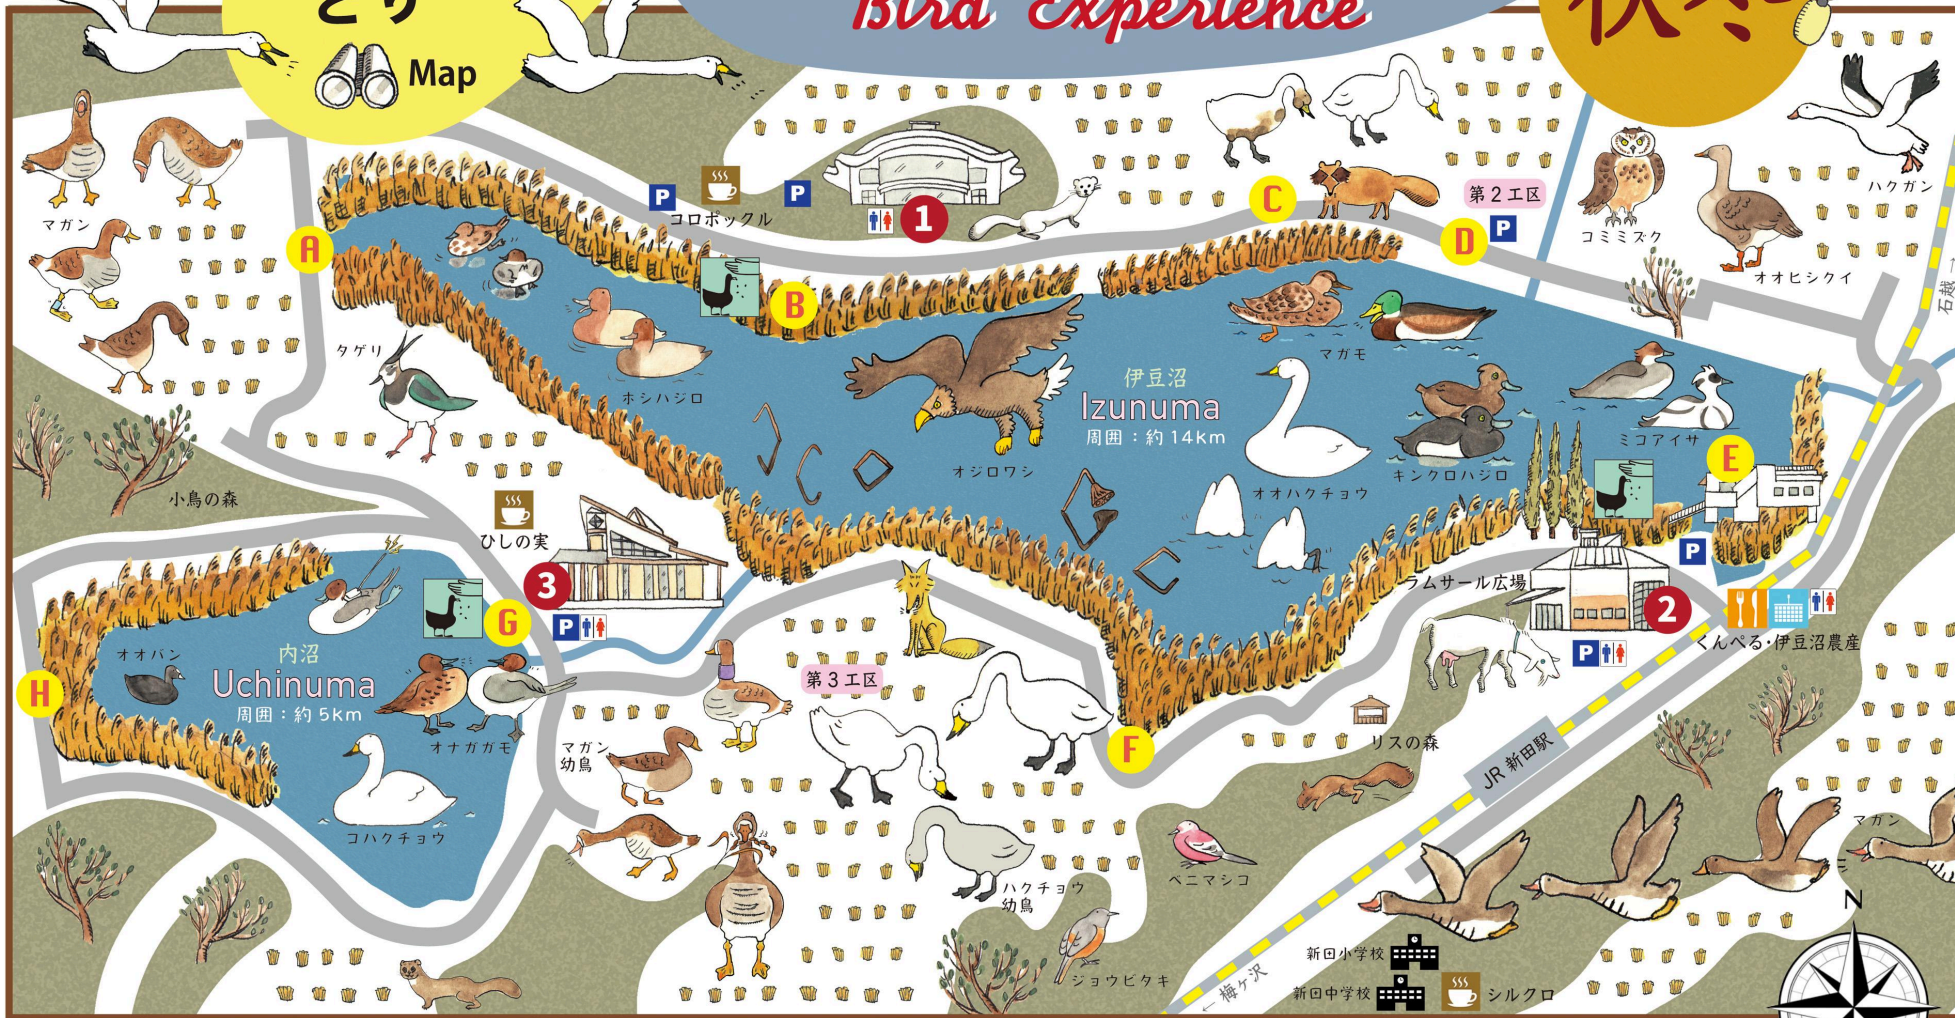 とり
Map
Bird Experience
秋冬
マガン
A
P
コロポックル
P
1
C
第2工区
D
P
コミミズク
オオヒシクイ
ハクガン
石越→
タゲリ
B
ホシハジロ
オジロワシ
伊豆沼
Izunuma
周囲：約14km
マガモ
オオハクチョウ
キンクロハジロ
ミコアイサ
E
小鳥の森
ひしの実
3
P
G
H
オオバン
内沼
Uchinuma
周囲：約5km
オナガガモ
コハクチョウ
マガン
幼鳥
第3工区
F
ラムサール広場
2
P
P
くんぺる・伊豆沼農産
リスの森
JR 新田駅
ベニマシコ
ハクチョウ
幼鳥
ジョウビタキ
マガン
N
新田小学校
新田中学校
シルクロ
←梅ケ沢